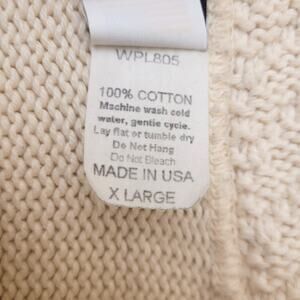 WPL805
100% COTTON
Machine wash cold
water, gentle cycle.
Lay flat or tumble dry
Do Not Hang
Do Not Bleach
MADE IN USA
X LARGE